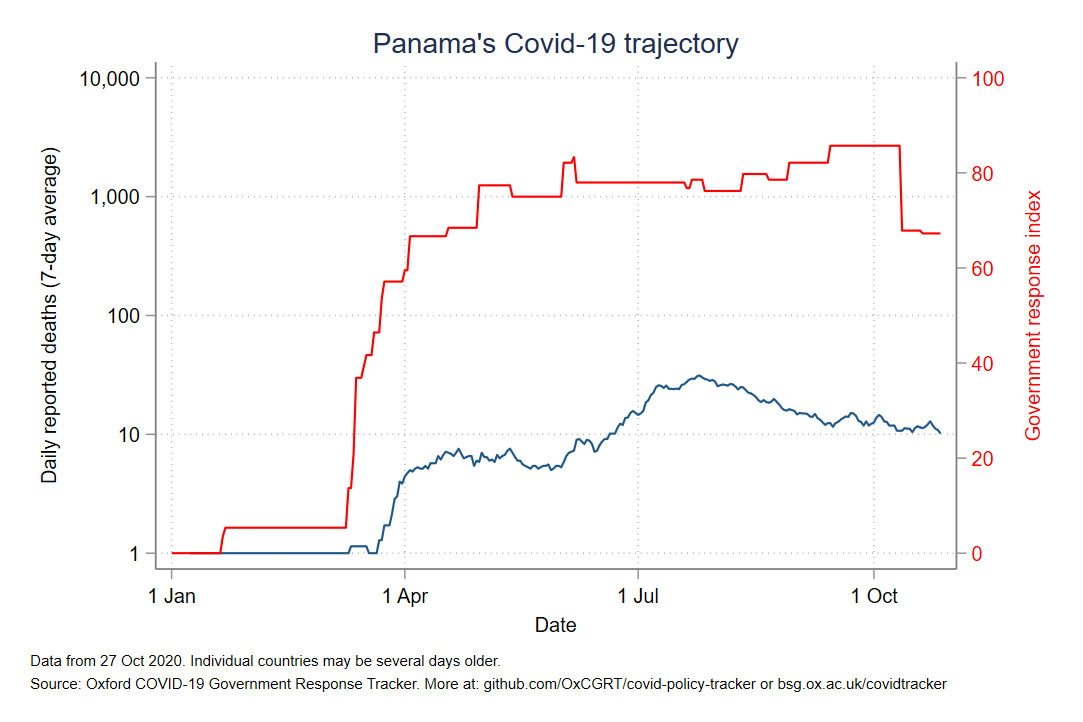 Panama's Covid-19 trajectory
10,000
1,000
100
10
1
Daily reported deaths (7-day average)
100
80
60
40
20
0
Government response index
1 Jan
1 Apr
1 Jul
1 Oct
Date
Data from 27 Oct 2020. Individual countries may be several days older.
Source: Oxford COVID-19 Government Response Tracker. More at: github.com/OxCGRT/covid-policy-tracker or bsg.ox.ac.uk/covidtracker